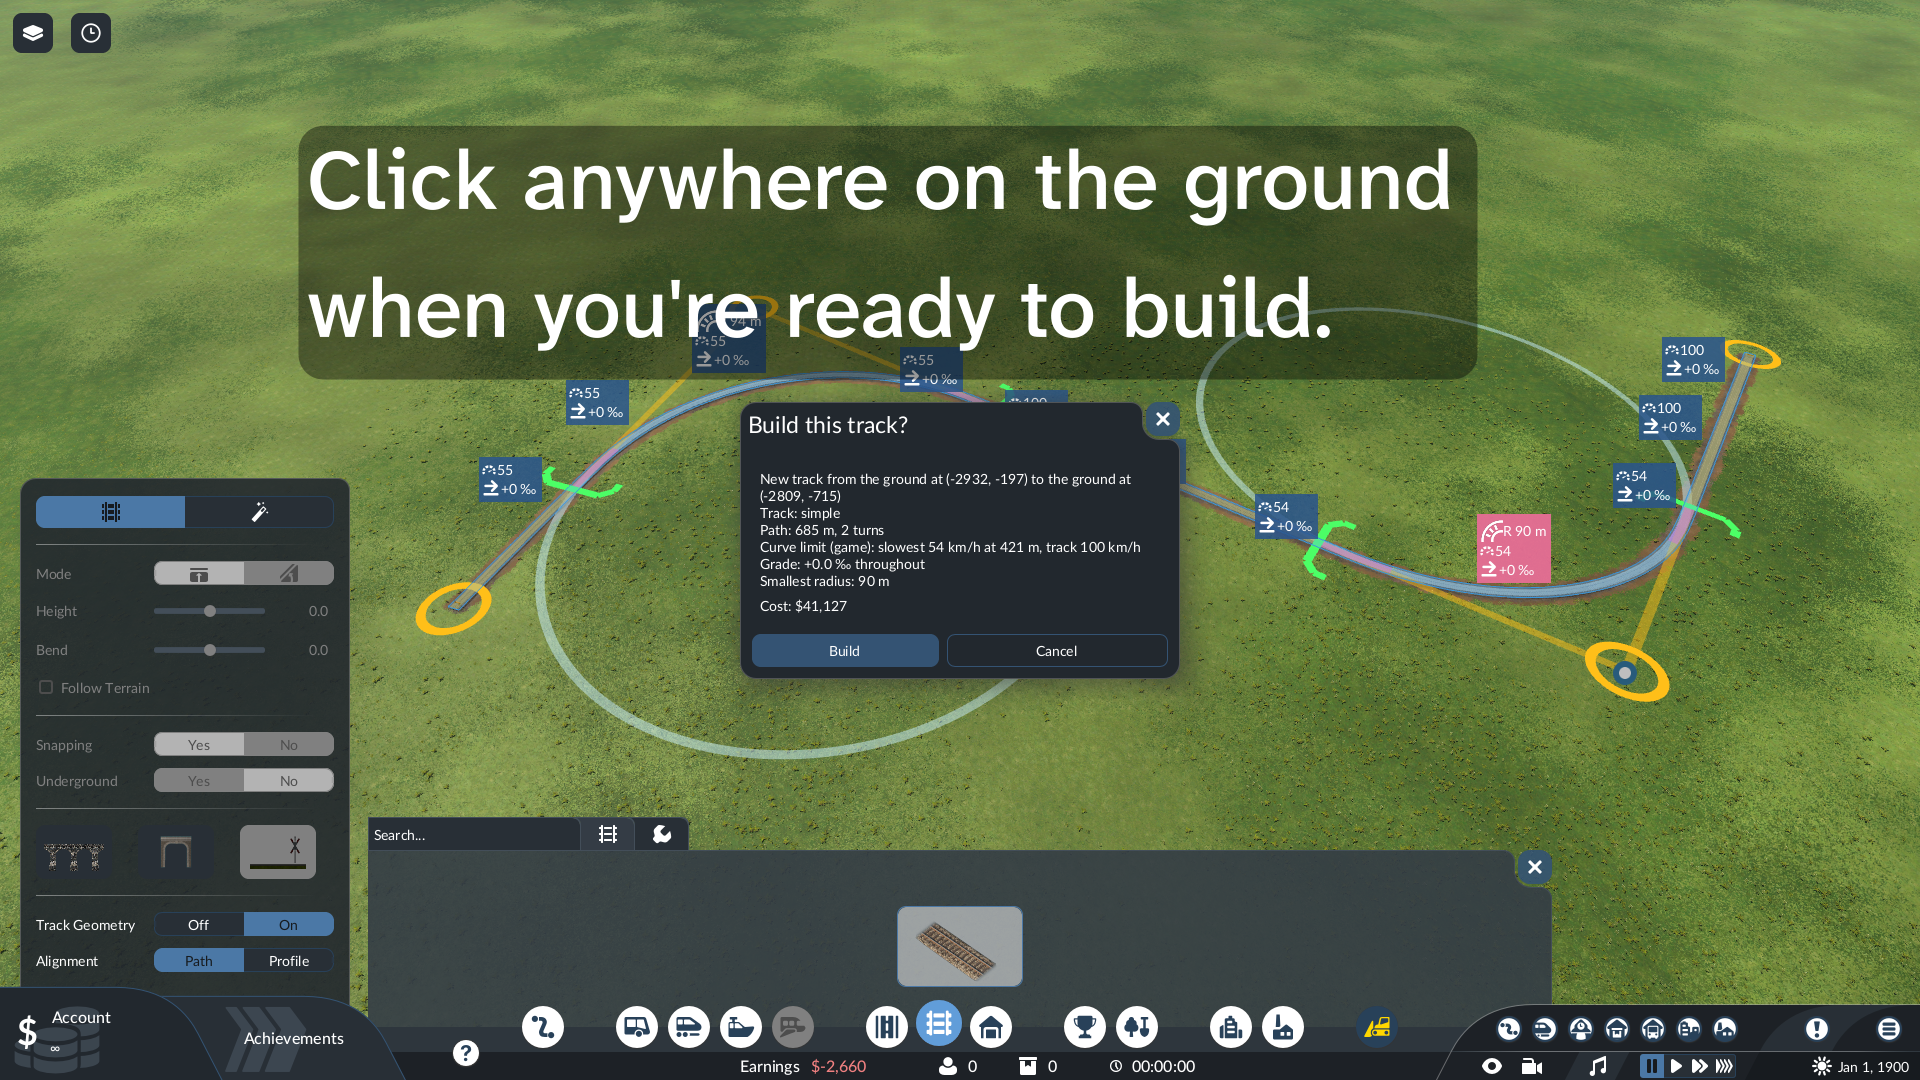 Click anywhere on the ground
when you're ready to build.
94 m
55
+0 ‰
55
+0 ‰
55
+0 ‰
100
55
+0 ‰
100
+0 ‰
100
+0 ‰
54
+0 ‰
54
+0 ‰
R 90 m
54
+0 ‰
Build this track?
New track from the ground at (-2932, -197) to the ground at
(-2809, -715)
Track: simple
Path: 685 m, 2 turns
Curve limit (game): slowest 54 km/h at 421 m, track 100 km/h
Grade: +0.0 ‰ throughout
Smallest radius: 90 m
Cost: $41,127
Build
Cancel
Mode
Height
0.0
Bend
0.0
Follow Terrain
Snapping
Yes
No
Underground
Yes
No
Track Geometry
Off
On
Alignment
Path
Profile
Search...
$ Account
∞
Achievements
?
Earnings
$-2,660
0
0
00:00:00
Jan 1, 1900